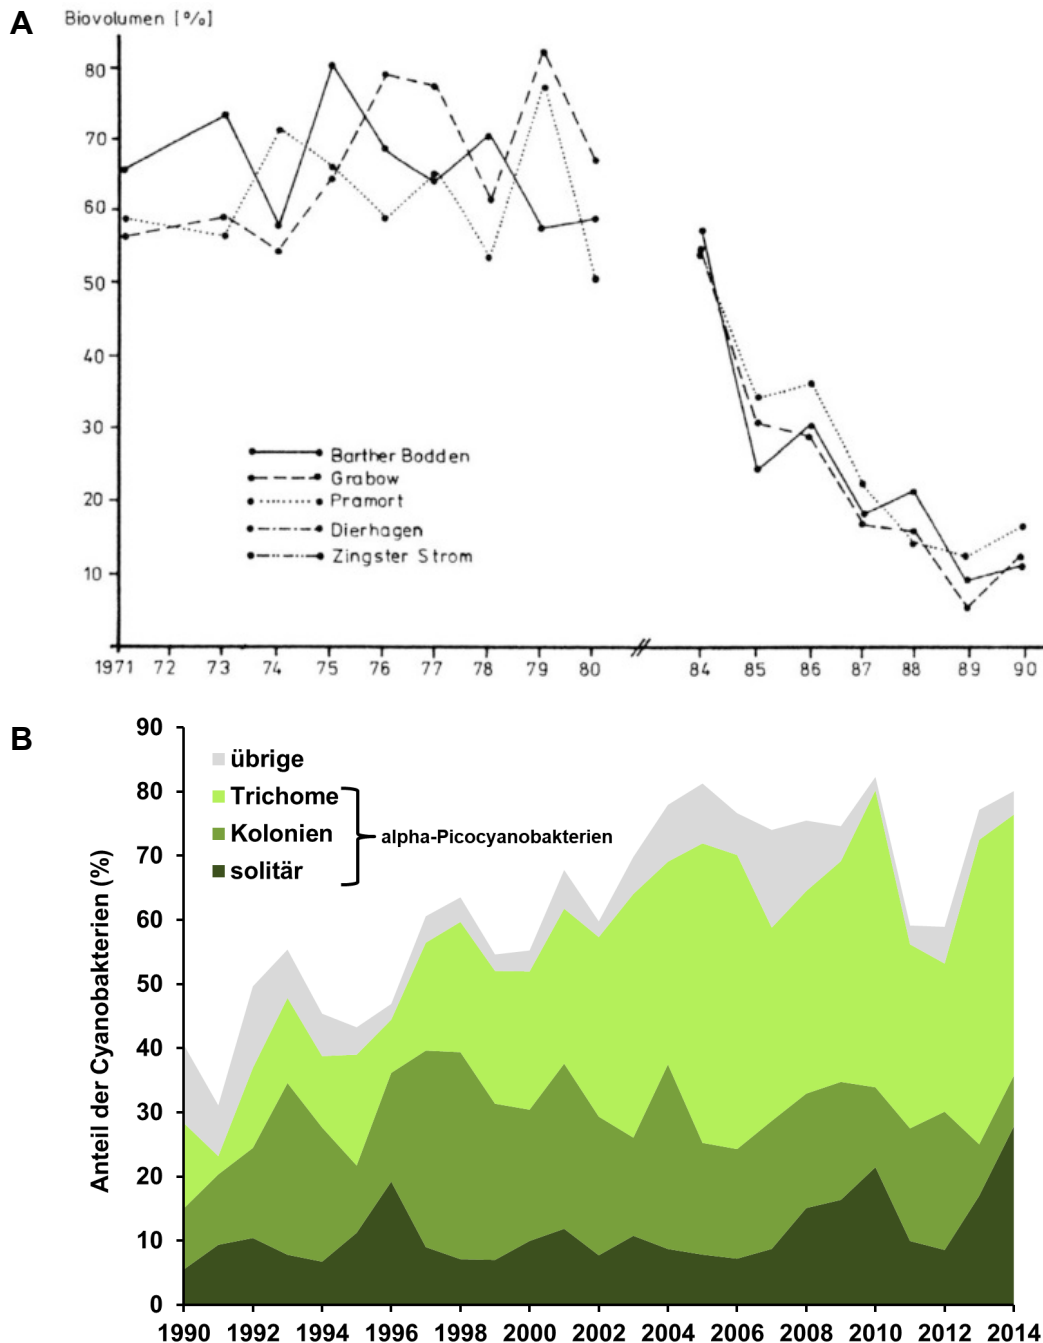 A
Biovolumen [%]
80
70
60
50
40
30
20
10
Barther Bodden
Grabow
Pramort
Dierhagen
Zingster Strom
1971 72 73 74 75 76 77 78 79 80 84 85 86 87 88 89 90
B
90
80
70
60
50
40
30
20
10
0
Anteil der Cyanobakterien (%)
übrige
Trichome
Kolonien
solitär
alpha-Picocyanobakterien
1990 1992 1994 1996 1998 2000 2002 2004 2006 2008 2010 2012 2014